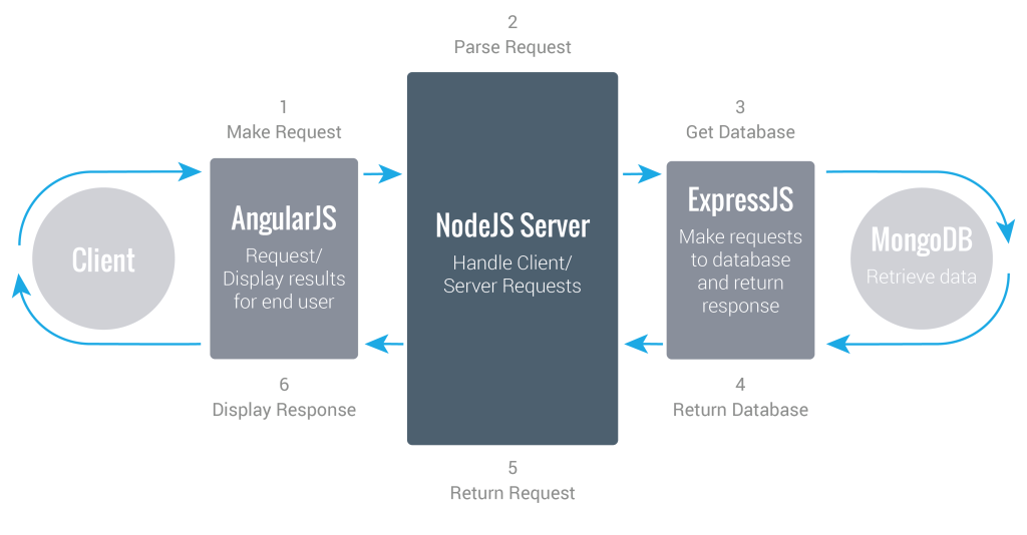 2
Parse Request
1
Make Request
3
Get Database
Client
AngularJS
Request/
Display results
for end user
NodeJS Server
Handle Client/
Server Requests
ExpressJS
Make requests
to database
and return
response
MongoDB
Retrieve data
6
Display Response
4
Return Database
5
Return Request